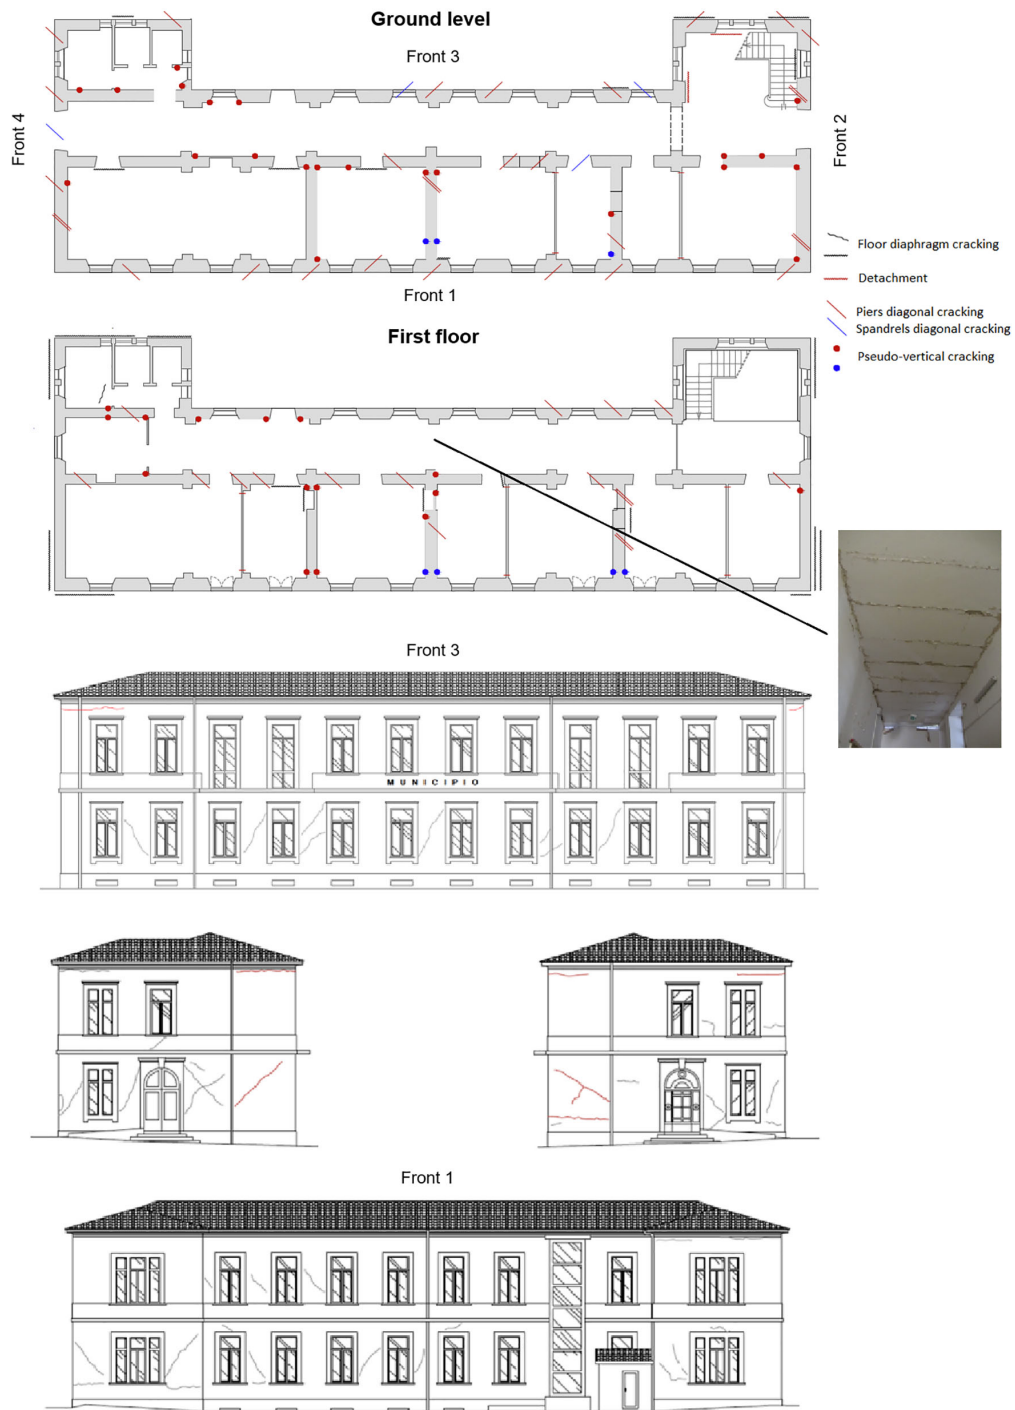 Ground level
Front 3
Front 4
Front 2
Floor diaphragm cracking
Detachment
Piers diagonal cracking
Spandrels diagonal cracking
Pseudo-vertical cracking
Front 1
First floor
Front 3
MUNICIPIO
Front 1